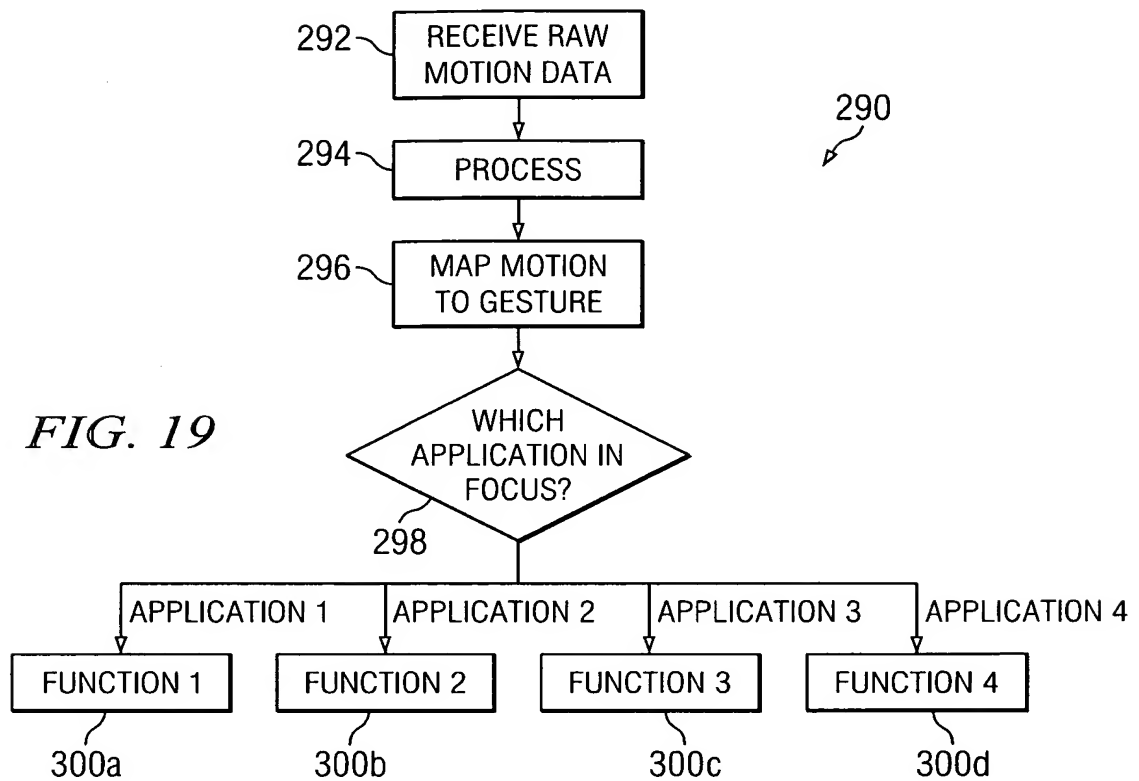 292
RECEIVE RAW
MOTION DATA
290
294
PROCESS
296
MAP MOTION
TO GESTURE
FIG. 19
WHICH
APPLICATION IN
FOCUS?
298
APPLICATION 1
APPLICATION 2
APPLICATION 3
APPLICATION 4
FUNCTION 1
FUNCTION 2
FUNCTION 3
FUNCTION 4
300a
300b
300c
300d